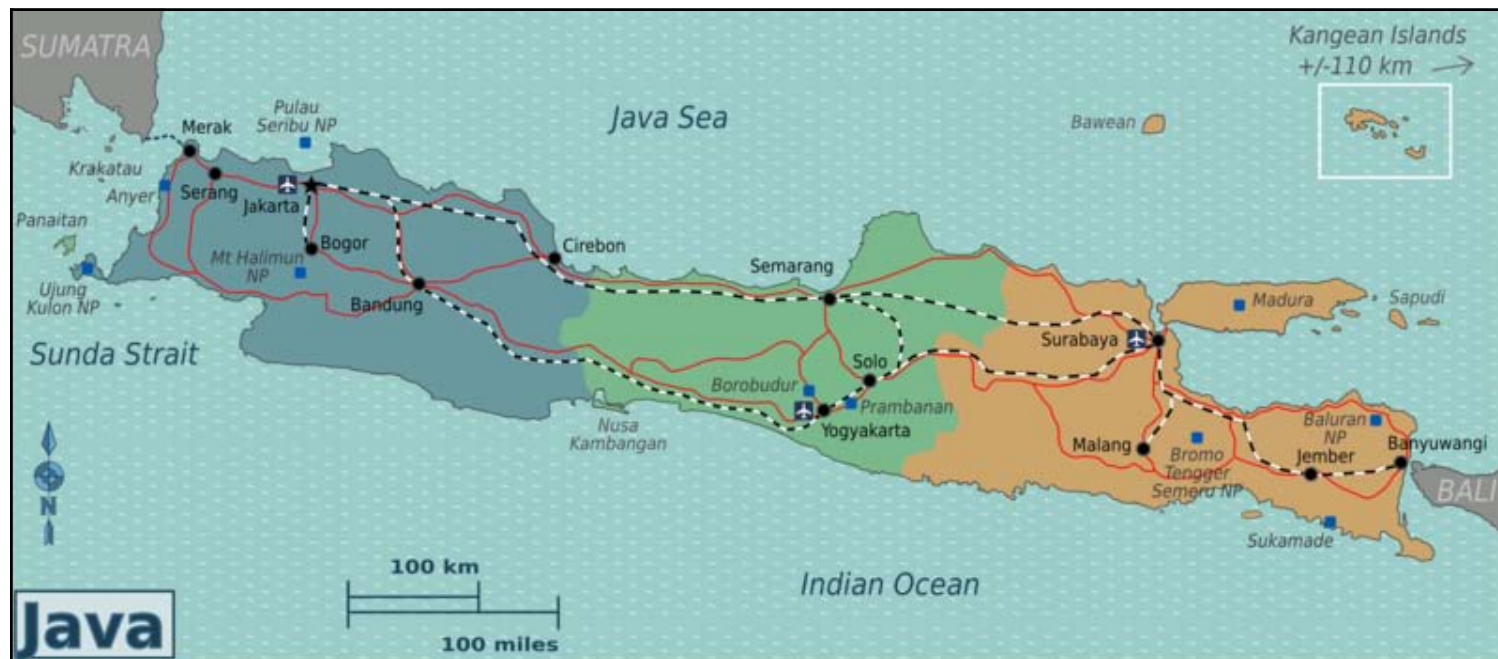 SUMATRA
Kangean Islands
+/-110 km
Pulau
Seribu NP
Java Sea
Bawean
Merak
Krakatau
Anyer
Serang
Jakarta
Panaitan
Bogor
Cirebon
Mt Halimun
NP
Semarang
Ujung
Kulon NP
Bandung
Madura
Sapudi
Sunda Strait
Surabaya
Solo
Borobudur
Prambanan
Nusa
Kambangan
Yogyakarta
Malang
Bromo
Tengger
Semeru NP
Baluran
NP
Banyuwangi
Jember
BALI
N
Sukamade
100 km
Indian Ocean
Java
100 miles